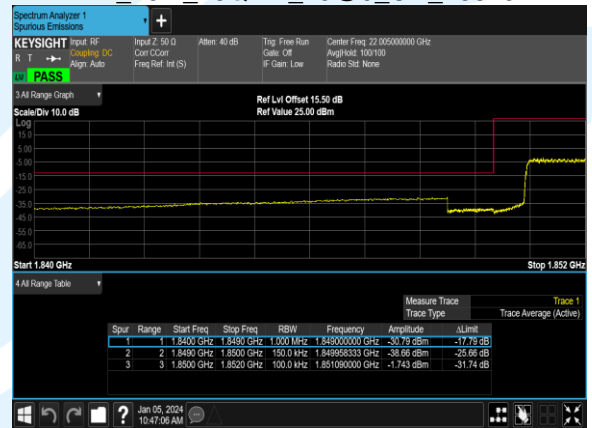 Spectrum Analyzer 1
Spurious Emissions
+
KEYSIGHT Input: RF Input Z: 50 Ω Atten: 40 dB Trig: Free Run Center Freq: 22.005000000 GHz
R T Coupling: DC Corr CCorr Gate: Off Avg|Hold: 100/100
Align: Auto Freq Ref: Int (S) IF Gain: Low Radio Std: None
PASS
3 All Range Graph
Ref Lvl Offset 15.50 dB
Scale/Div 10.0 dB Ref Value 25.00 dBm
Log
15.0
5.00
-5.00
-15.0
-25.0
-35.0
-45.0
-55.0
-65.0
Start 1.840 GHz Stop 1.852 GHz
4 All Range Table
Measure Trace Trace 1
Trace Type Trace Average (Active)
Spur Range Start Freq Stop Freq RBW Frequency Amplitude ΔLimit
1 1 1.8400 GHz 1.8490 GHz 1.000 MHz 1.849000000 GHz -30.79 dBm -17.79 dB
2 2 1.8490 GHz 1.8500 GHz 150.0 kHz 1.849958333 GHz -38.66 dBm -25.66 dB
3 3 1.8500 GHz 1.8520 GHz 100.0 kHz 1.851090000 GHz -1.743 dBm -31.74 dB
? Jan 05, 2024
10:47:06 AM